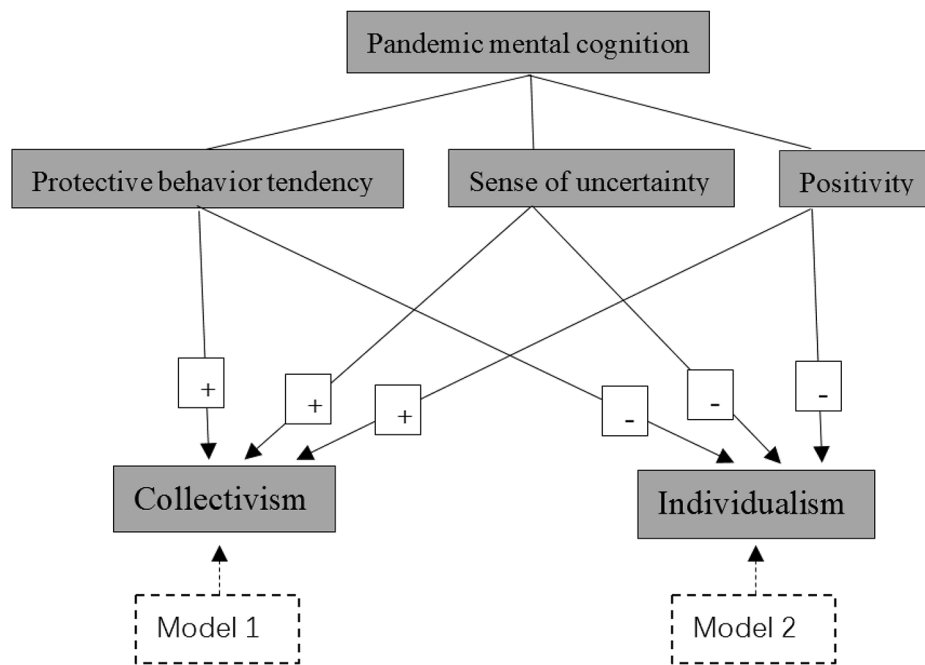 Pandemic mental cognition
Protective behavior tendency
Sense of uncertainty
Positivity
+
+
+
-
-
-
Collectivism
Individualism
Model 1
Model 2